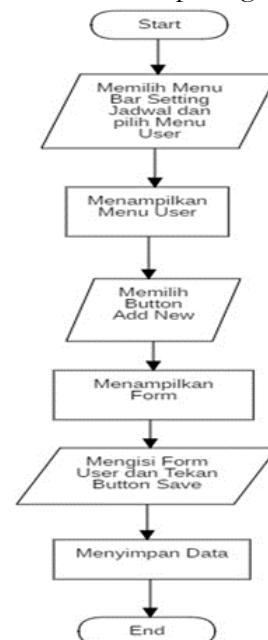 Start
Memilih Menu
Bar Setting
Jadwal dan
pilih Menu
User
Menampilkan
Menu User
Memilih
Button
Add New
Menampilkan
Form
Mengisi Form
User dan Tekan
Button Save
Menyimpan Data
End